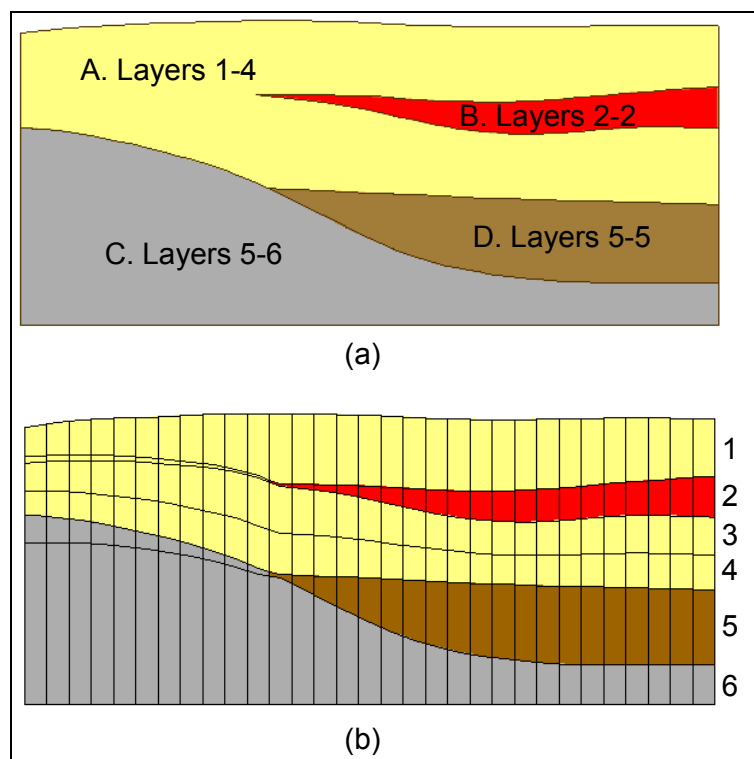 A. Layers 1-4
B. Layers 2-2
C. Layers 5-6
D. Layers 5-5
(a)
1
2
3
4
5
6
(b)